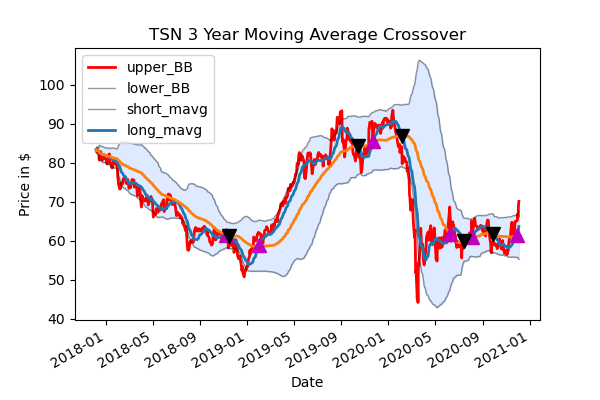 TSN 3 Year Moving Average Crossover
upper_BB
lower_BB
short_mavg
long_mavg
100
90
80
70
60
50
40
Price in $
2018-01
2018-05
2018-09
2019-01
2019-05
2019-09
2020-01
2020-05
2020-09
2021-01
Date